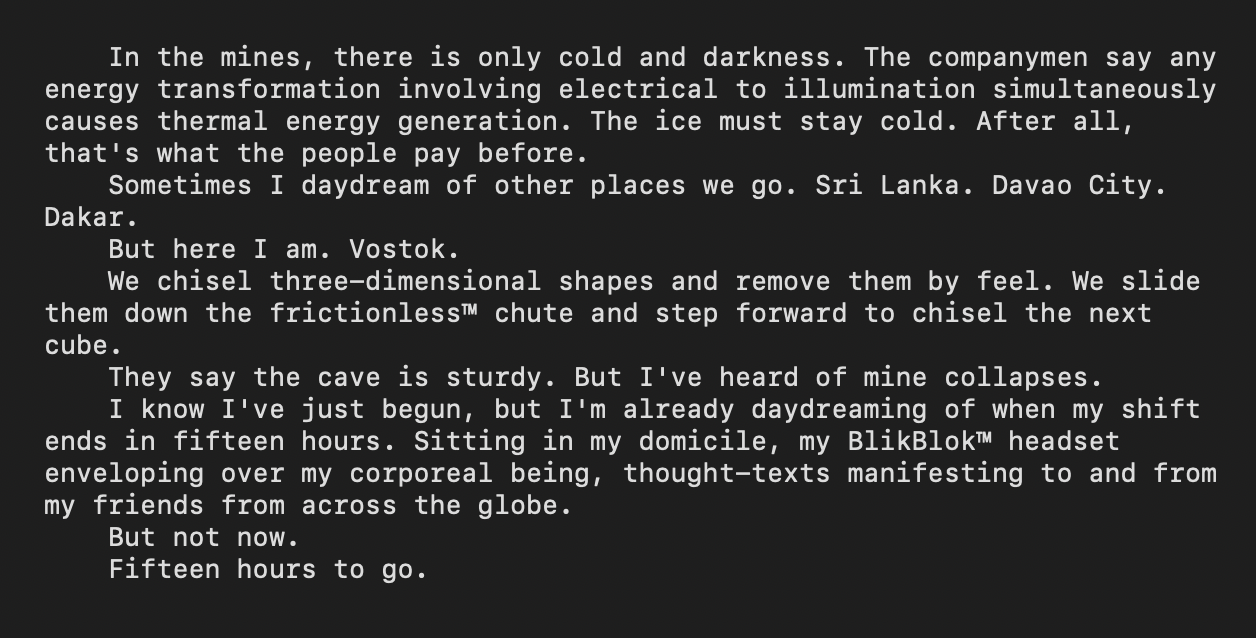 In the mines, there is only cold and darkness. The companymen say any
energy transformation involving electrical to illumination simultaneously
causes thermal energy generation. The ice must stay cold. After all,
that's what the people pay before.
Sometimes I daydream of other places we go. Sri Lanka. Davao City.
Dakar.
But here I am. Vostok.
We chisel three–dimensional shapes and remove them by feel. We slide
them down the frictionless™ chute and step forward to chisel the next
cube.
They say the cave is sturdy. But I've heard of mine collapses.
I know I've just begun, but I'm already daydreaming of when my shift
ends in fifteen hours. Sitting in my domicile, my BlikBlok™ headset
enveloping over my corporeal being, thought–texts manifesting to and from
my friends from across the globe.
But not now.
Fifteen hours to go.